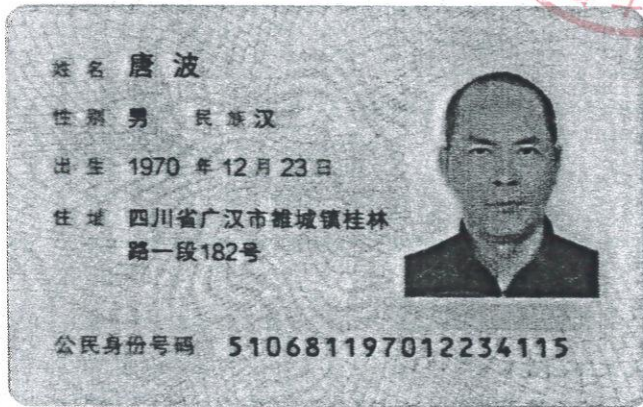 姓名 唐波
性别 男 民族 汉
出生 1970 年 12 月 23 日
住址 四川省广汉市雒城镇桂林
路一段182号
公民身份号码 510681197012234115